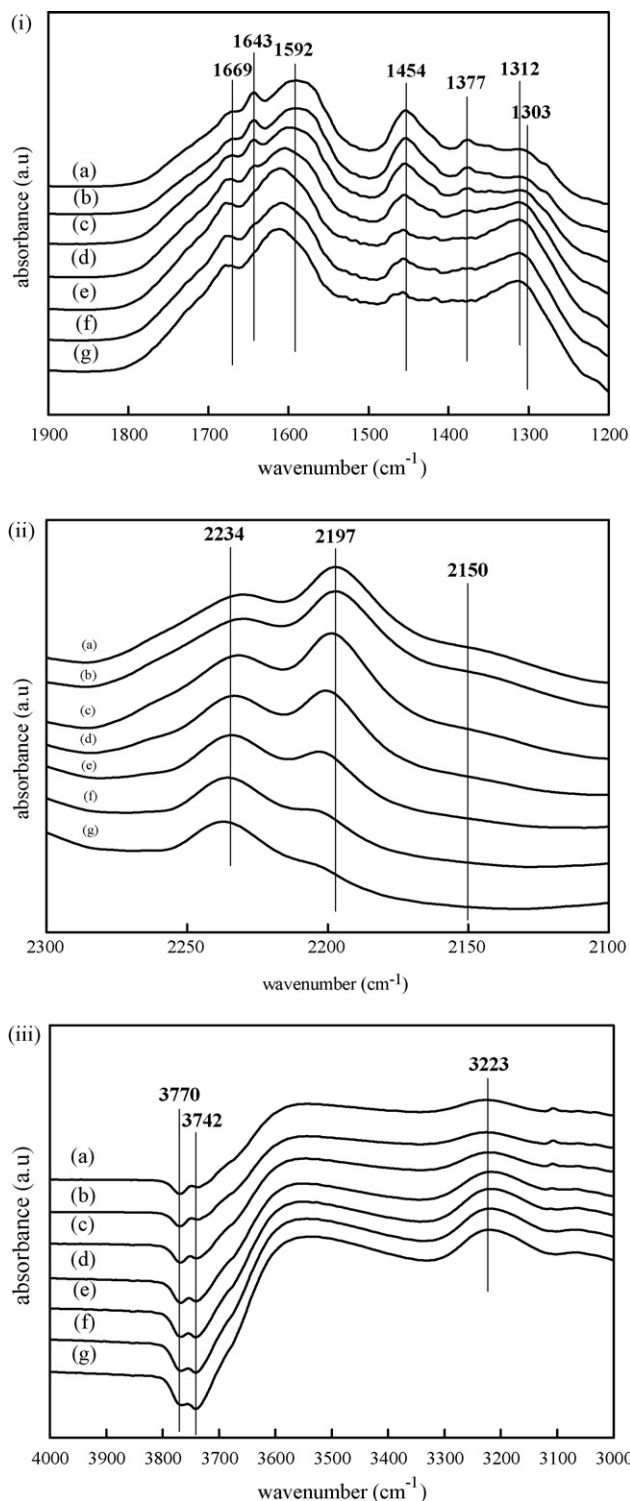 (i)
1643
1592
1669
1454
1377
1312
1303
absorbance (a.u)
(a)
(b)
(c)
(d)
(e)
(f)
(g)
1900 1800 1700 1600 1500 1400 1300 1200
wavenumber (cm-1)
(ii)
2234
2197
2150
absorbance (a.u)
(a)
(b)
(c)
(d)
(e)
(f)
(g)
2300 2250 2200 2150 2100
wavenumber (cm-1)
(iii)
3770
3742
3223
absorbance (a.u)
(a)
(b)
(c)
(d)
(e)
(f)
(g)
4000 3900 3800 3700 3600 3500 3400 3300 3200 3100 3000
wavenumber (cm-1)